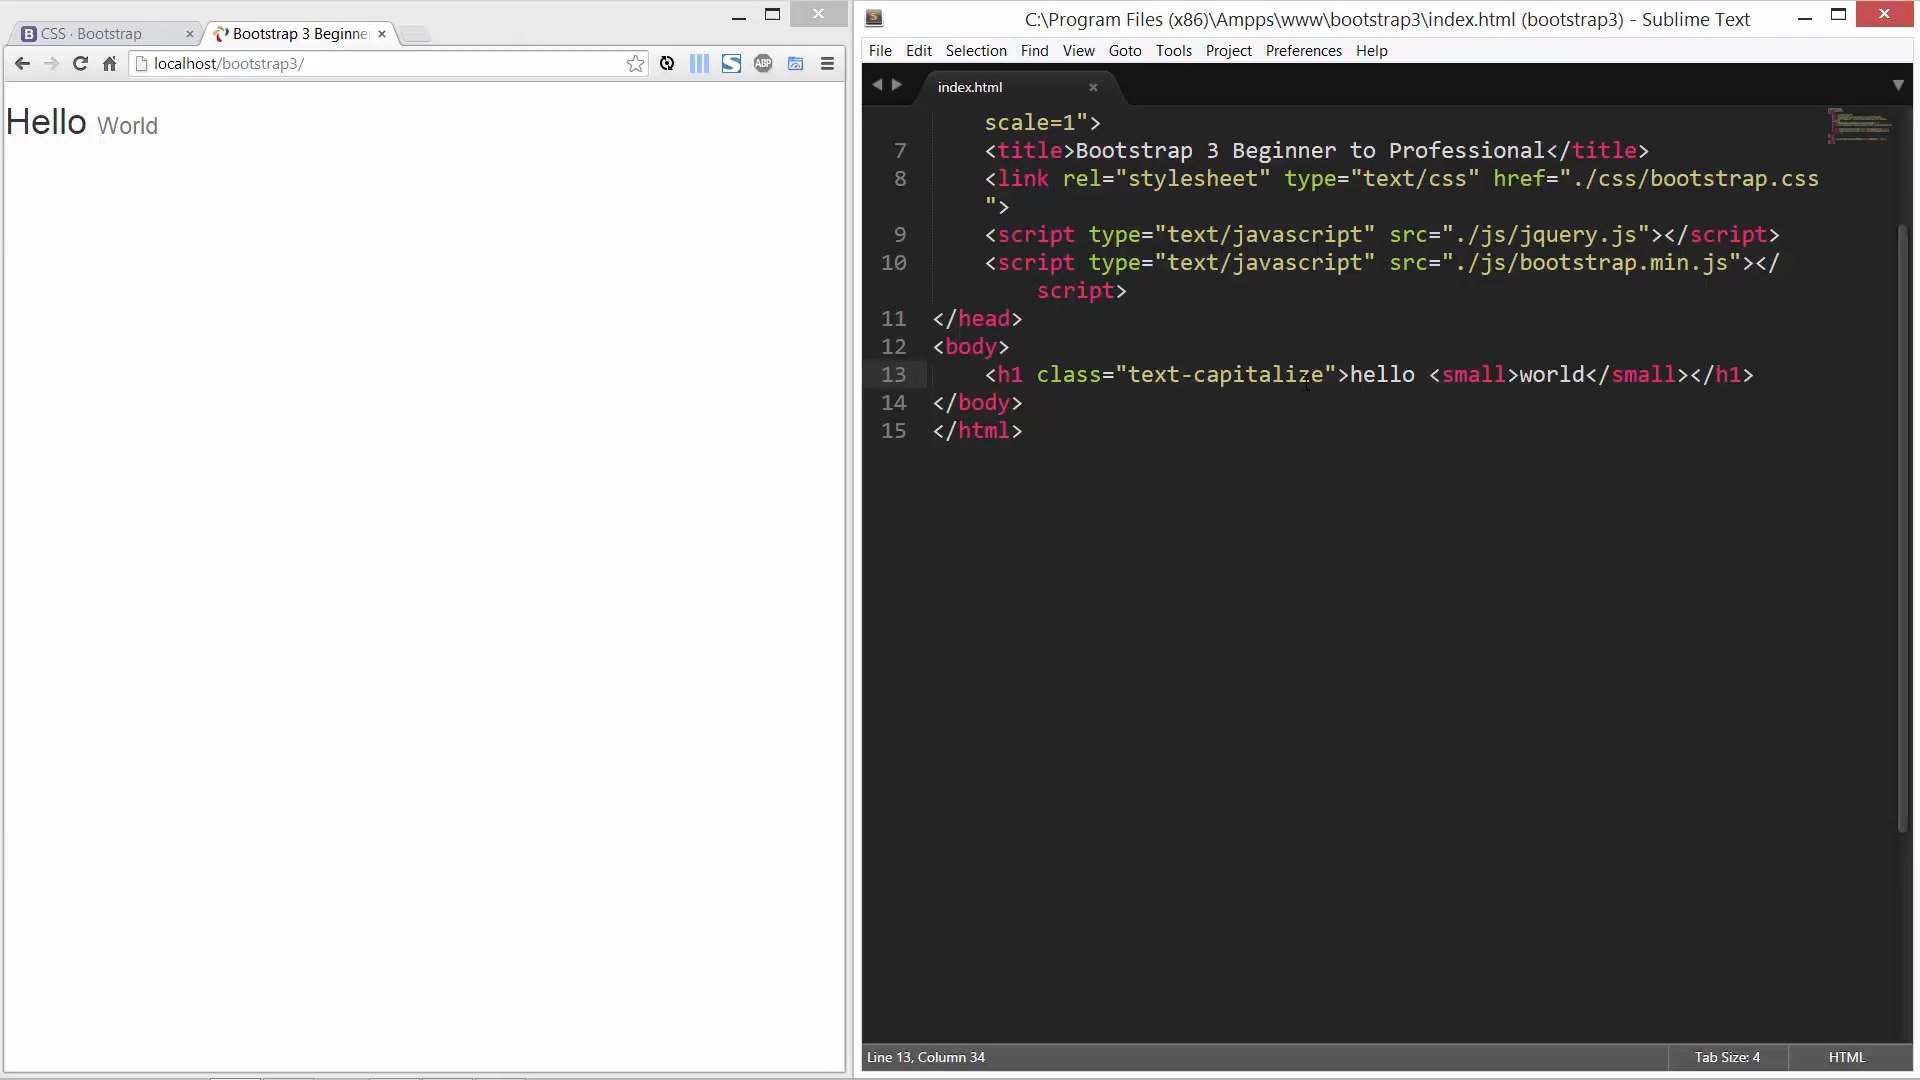 CSS · Bootstrap
Bootstrap 3 Beginne
localhost/bootstrap3/
ABP
Hello World
C:\Program Files (x86)\Ampps\www\bootstrap3\index.html (bootstrap3) - Sublime Text
File Edit Selection Find View Goto Tools Project Preferences Help
index.html
scale=1">
7 <title>Bootstrap 3 Beginner to Professional</title>
8 <link rel="stylesheet" type="text/css" href="./css/bootstrap.css
">
9 <script type="text/javascript" src="./js/jquery.js"></script>
10 <script type="text/javascript" src="./js/bootstrap.min.js"></
script>
11 </head>
12 <body>
13 <h1 class="text-capitalize">hello <small>world</small></h1>
14 </body>
15 </html>
Line 13, Column 34
Tab Size: 4
HTML